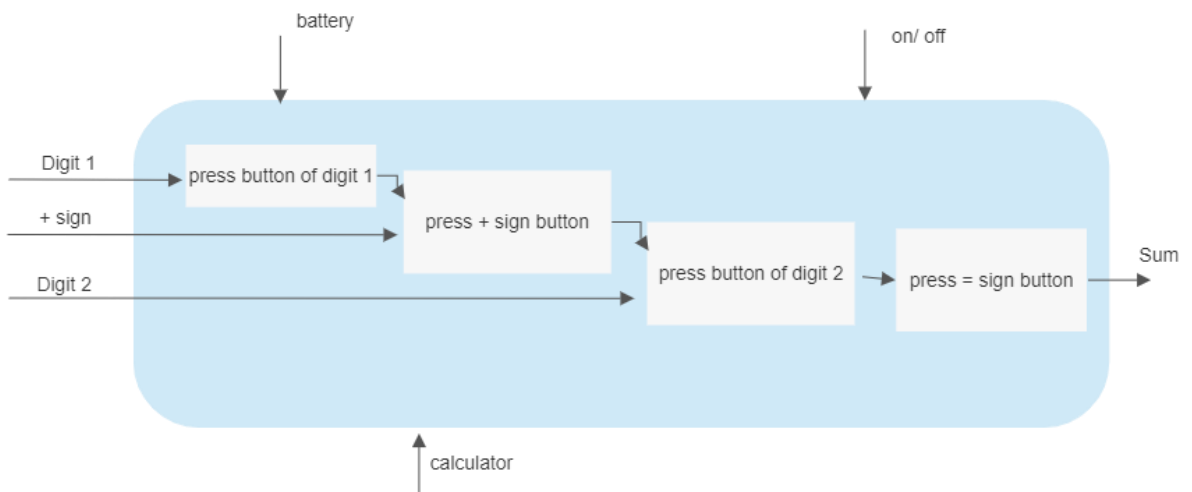 battery
on/ off
Digit 1
press button of digit 1
+ sign
press + sign button
Digit 2
press button of digit 2
press = sign button
Sum
calculator